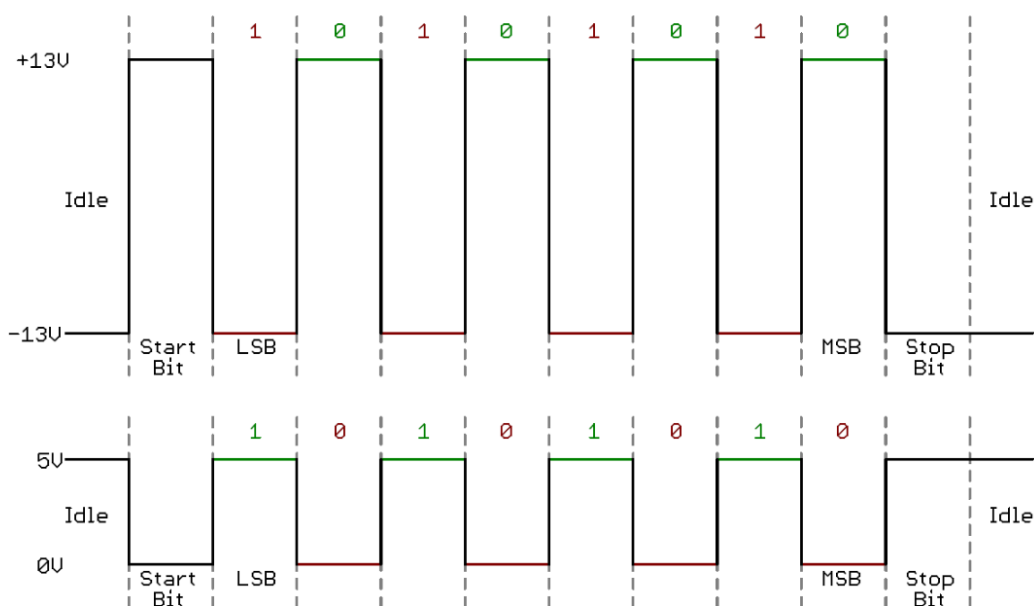 1 0 1 0 1 0 1 0
+13V
Idle Idle
-13V
Start LSB MSB Stop
Bit Bit
1 0 1 0 1 0 1 0
5V
Idle Idle
0V
Start LSB MSB Stop
Bit Bit